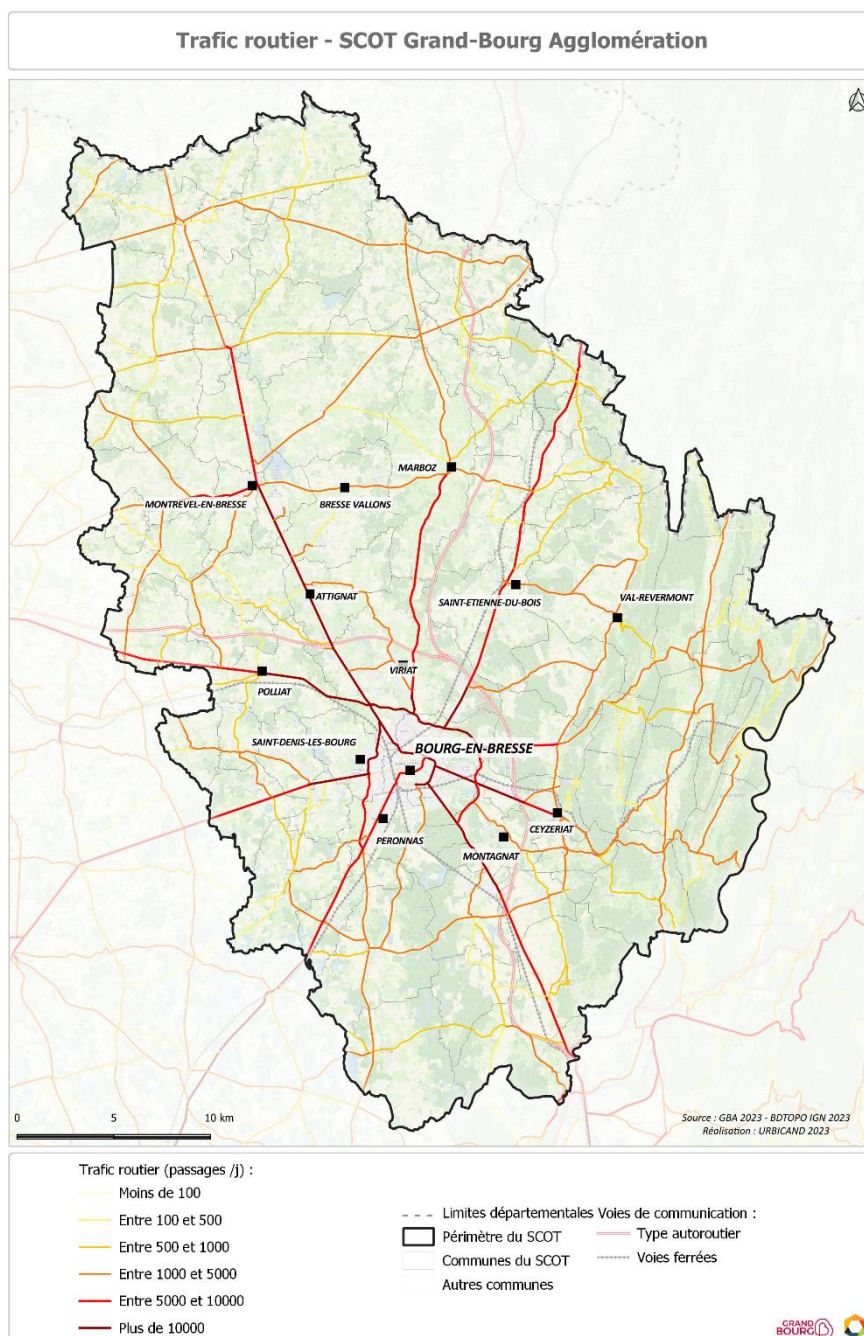 Trafic routier - SCOT Grand-Bourg Agglomération
MARBOZ
MONTREVEL-EN-BRESSE
BRESSE VALLONS
ATTIGNAT
SAINT-ETIENNE-DU-BOIS
VAL-REVERMONT
VIRIAT
POLLIAT
SAINT-DENIS-LES-BOURG
BOURG-EN-BRESSE
CEYZERIAT
PERONNAS
MONTAGNAT
0 5 10 km
Source : GBA 2023 - BDTOPO IGN 2023
Réalisation : URBICAND 2023
Trafic routier (passages /j) :
Moins de 100
Entre 100 et 500
Entre 500 et 1000
Entre 1000 et 5000
Entre 5000 et 10000
Plus de 10000
Limites départementales
Périmètre du SCOT
Communes du SCOT
Autres communes
Voies de communication :
Type autoroutier
Voies ferrées
GRAND
BOURG